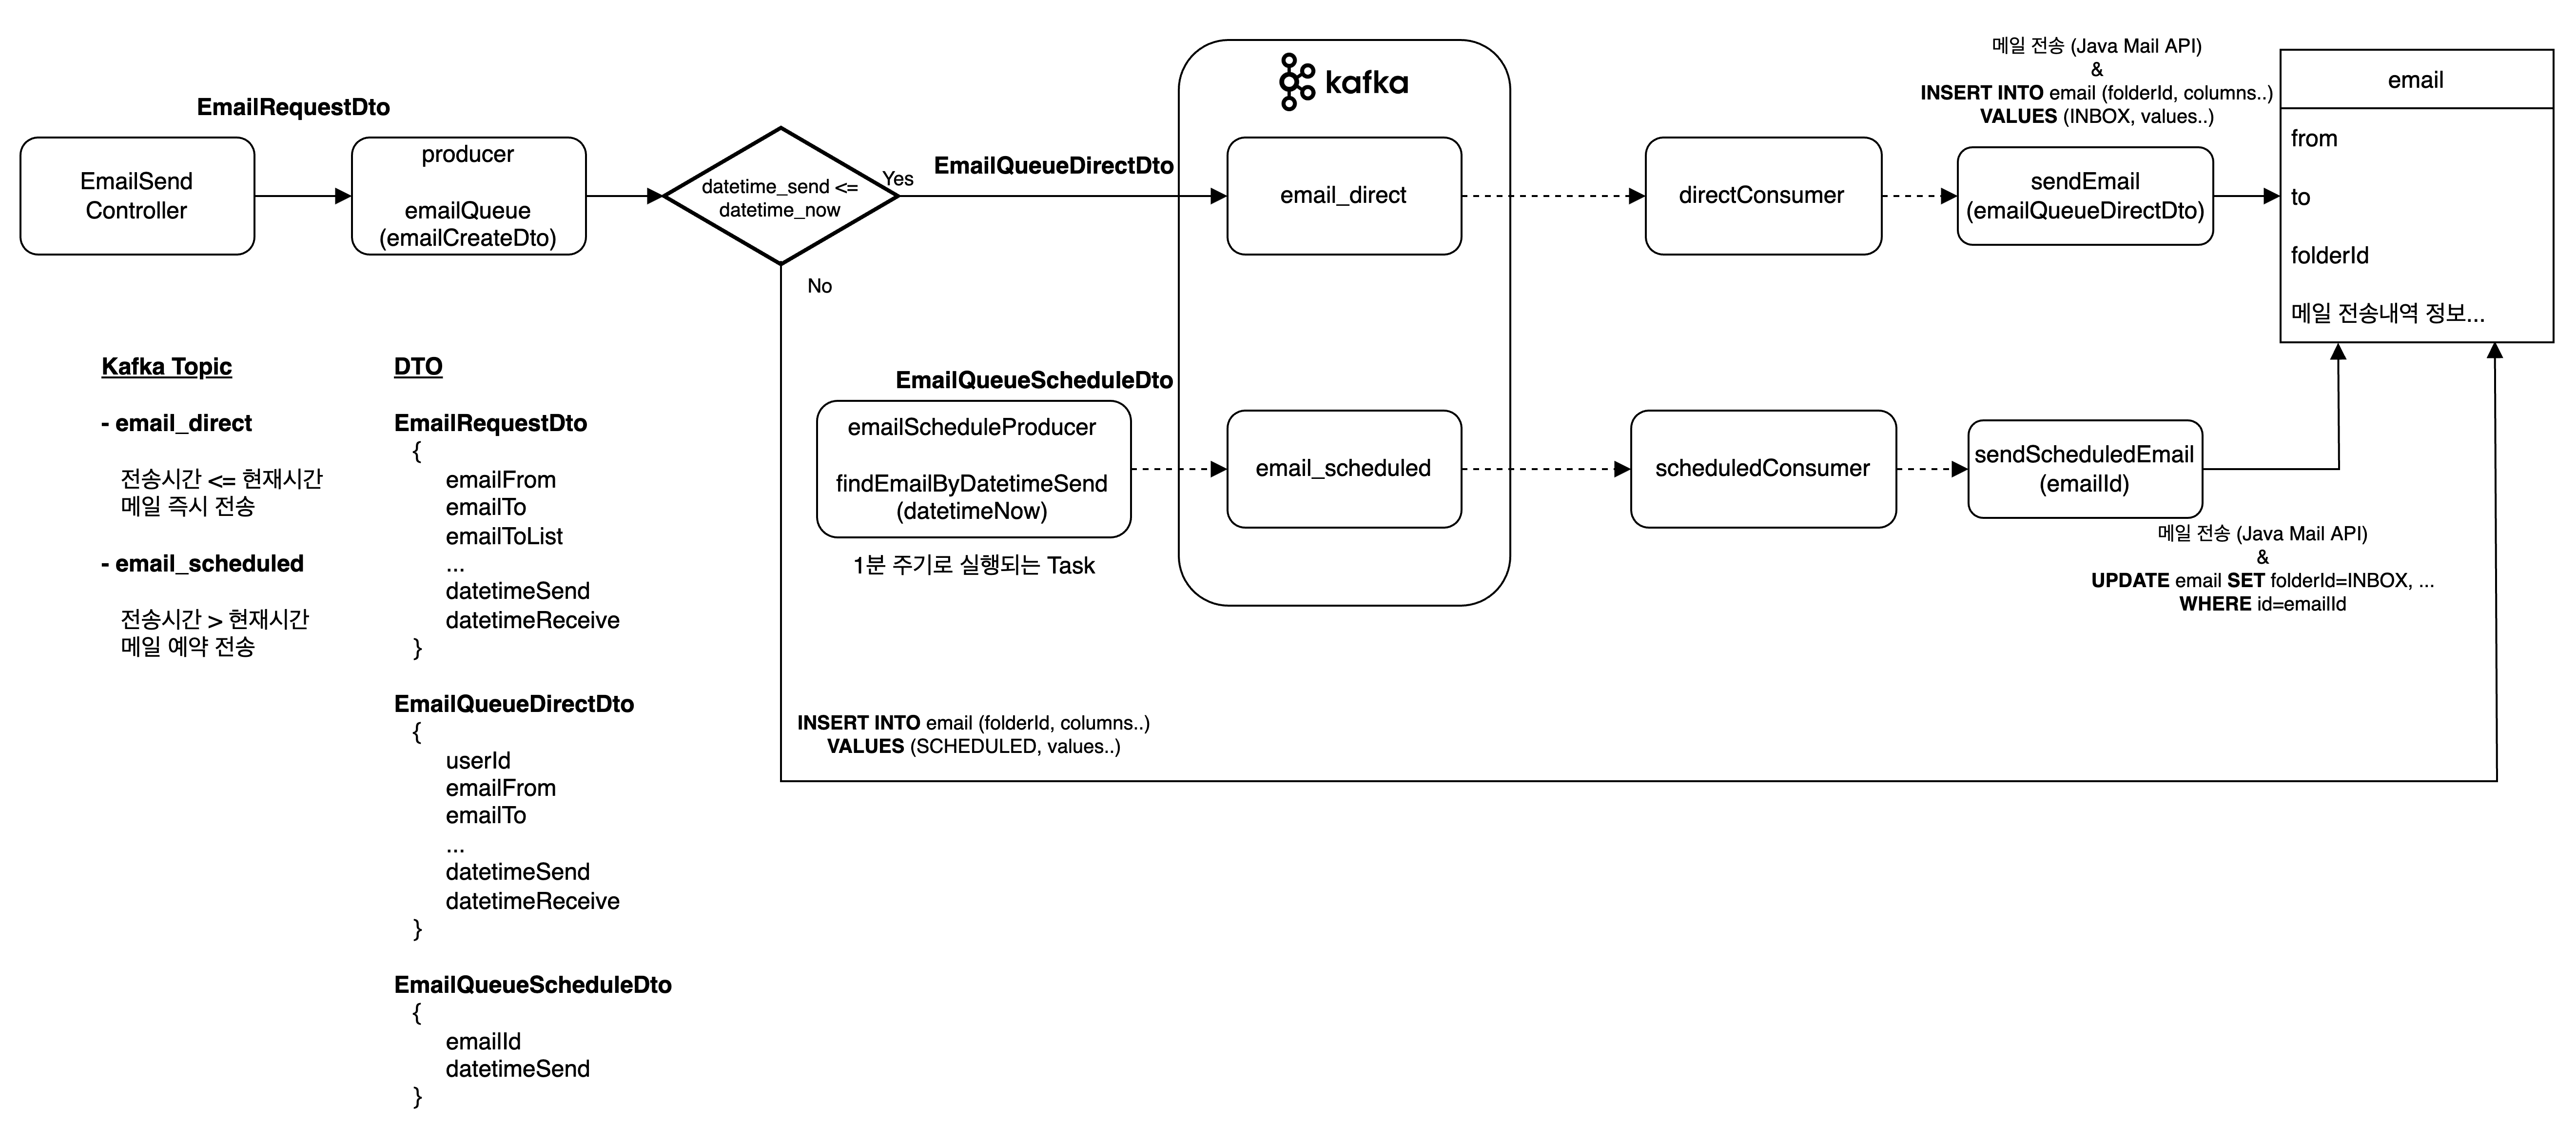 EmailRequestDto
EmailSend
Controller
producer
emailQueue
(emailCreateDto)
datetime_send <=
datetime_now
Yes
No
EmailQueueDirectDto
kafka
email_direct
directConsumer
메일 전송 (Java Mail API)
&
INSERT INTO email (folderId, columns..)
VALUES (INBOX, values..)
sendEmail
(emailQueueDirectDto)
email
from
to
folderId
메일 전송내역 정보...
EmailQueueScheduleDto
emailScheduleProducer
findEmailByDatetimeSend
(datetimeNow)
1분 주기로 실행되는 Task
email_scheduled
scheduledConsumer
sendScheduledEmail
(emailId)
메일 전송 (Java Mail API)
&
UPDATE email SET folderId=INBOX, ...
WHERE id=emailId
INSERT INTO email (folderId, columns..)
VALUES (SCHEDULED, values..)
Kafka Topic
- email_direct
전송시간 <= 현재시간
메일 즉시 전송
- email_scheduled
전송시간 > 현재시간
메일 예약 전송
DTO
EmailRequestDto
{
emailFrom
emailTo
emailToList
...
datetimeSend
datetimeReceive
}
EmailQueueDirectDto
{
userId
emailFrom
emailTo
...
datetimeSend
datetimeReceive
}
EmailQueueScheduleDto
{
emailId
datetimeSend
}